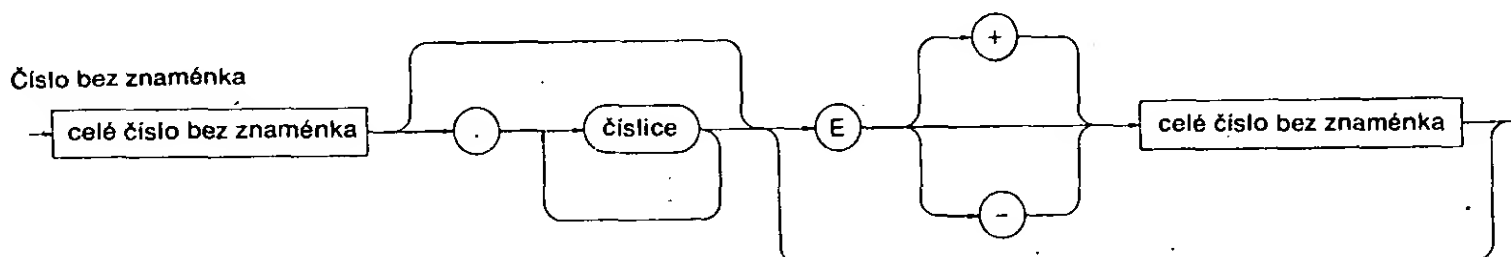 Číslo bez znaménka
celé číslo bez znaménka
.
číslice
E
+
-
celé číslo bez znaménka